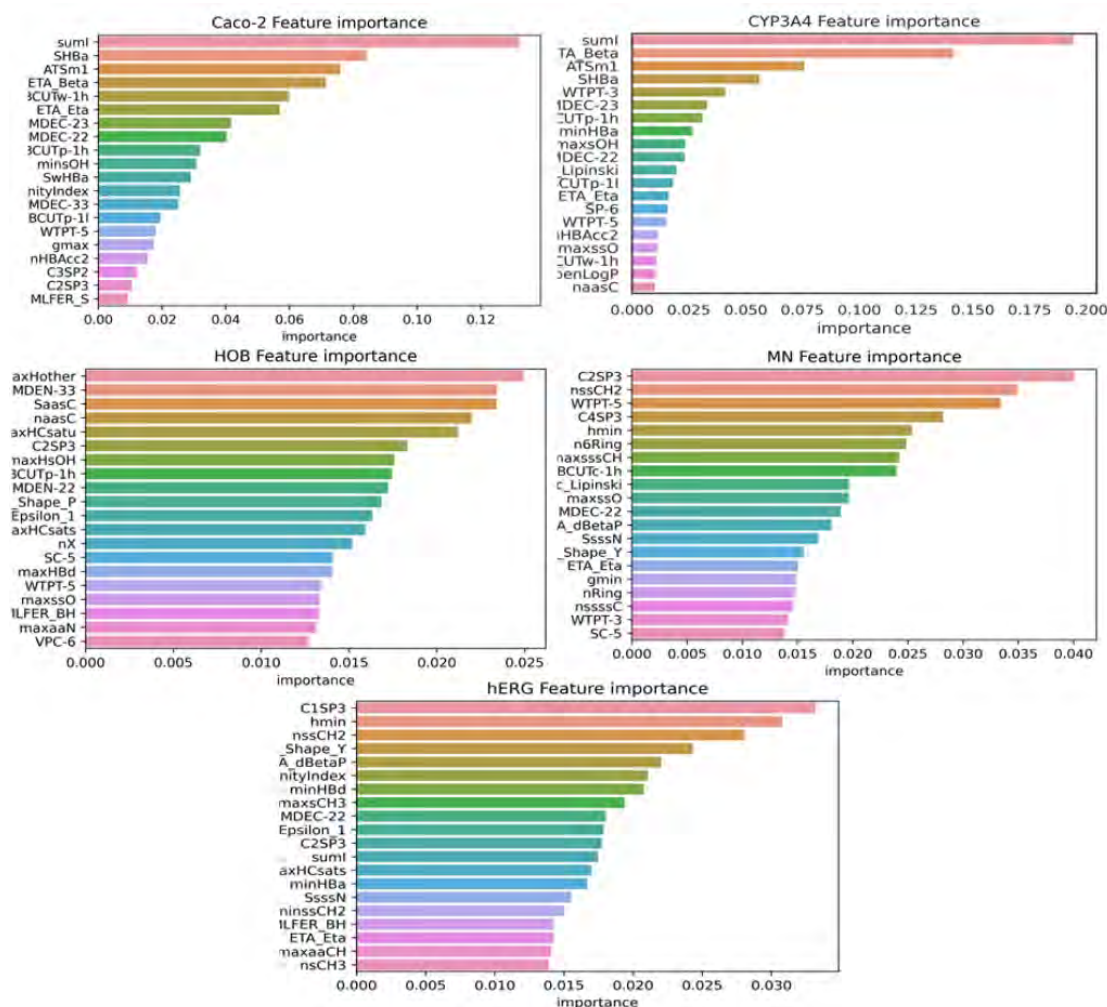 Caco-2 Feature importance
sumI
SHBa
ATSm1
ETA_Beta
BCUTw-1h
ETA_Eta
MDEC-23
MDEC-22
BCUTp-1h
minsOH
SwHBa
nityIndex
MDEC-33
BCUTp-1l
WTPT-5
gmax
nHBAcc2
C3SP2
C2SP3
MLFER_S
0.00 0.02 0.04 0.06 0.08 0.10 0.12
importance
CYP3A4 Feature importance
sumI
TA_Beta
ATSm1
SHBa
WTPT-3
MDEC-23
CUTp-1h
minHBa
maxsOH
MDEC-22
_Lipinski
CUTp-1l
ETA_Eta
SP-6
WTPT-5
nHBAcc2
maxssO
CUTw-1h
penLogP
naasC
0.000 0.025 0.050 0.075 0.100 0.125 0.150 0.175 0.200
importance
HOB Feature importance
axHother
MDEN-33
SaasC
naasC
axHCsatu
C2SP3
maxHsOH
BCUTp-1h
MDEN-22
_Shape_P
Epsilon_1
axHCsats
nX
SC-5
maxHBd
WTPT-5
maxssO
MLFER_BH
maxaaN
VPC-6
0.000 0.005 0.010 0.015 0.020 0.025
importance
MN Feature importance
C2SP3
nssCH2
WTPT-5
C4SP3
hmin
n6Ring
maxsssCH
BCUTc-1h
c_Lipinski
maxssO
MDEC-22
A_dBetaP
SsssN
_Shape_Y
ETA_Eta
gmin
nRing
nssssC
WTPT-3
SC-5
0.000 0.005 0.010 0.015 0.020 0.025 0.030 0.035 0.040
importance
hERG Feature importance
C1SP3
hmin
nssCH2
_Shape_Y
A_dBetaP
nityIndex
minHBd
maxsCH3
MDEC-22
Epsilon_1
C2SP3
sumI
axHCsats
minHBa
SsssN
ninssCH2
MLFER_BH
ETA_Eta
maxaaCH
nsCH3
0.000 0.005 0.010 0.015 0.020 0.025 0.030
importance